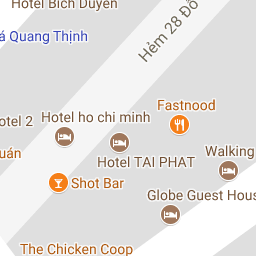 Hotel Bich Duyen
á Quang Thịnh
Hẻm 28 Đỗ
Fastnood
otel 2
Hotel ho chi minh
Walking
uán
Hotel TAI PHAT
Shot Bar
Globe Guest Hous
The Chicken Coop